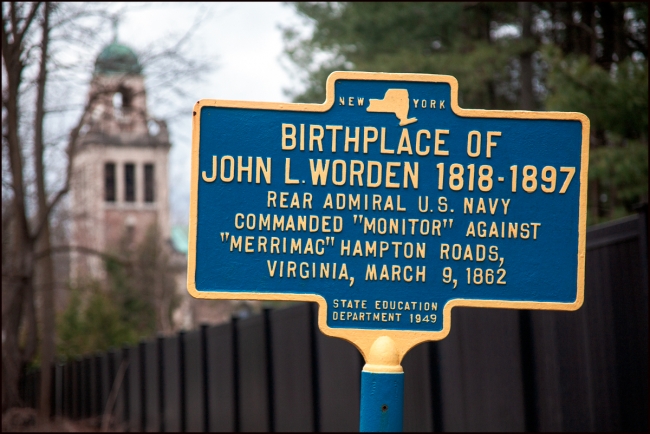 NEW YORK
BIRTHPLACE OF
JOHN L. WORDEN 1818-1897
REAR ADMIRAL U.S. NAVY
COMMANDED "MONITOR" AGAINST
"MERRIMAC" HAMPTON ROADS,
VIRGINIA, MARCH 9, 1862
STATE EDUCATION
DEPARTMENT 1949